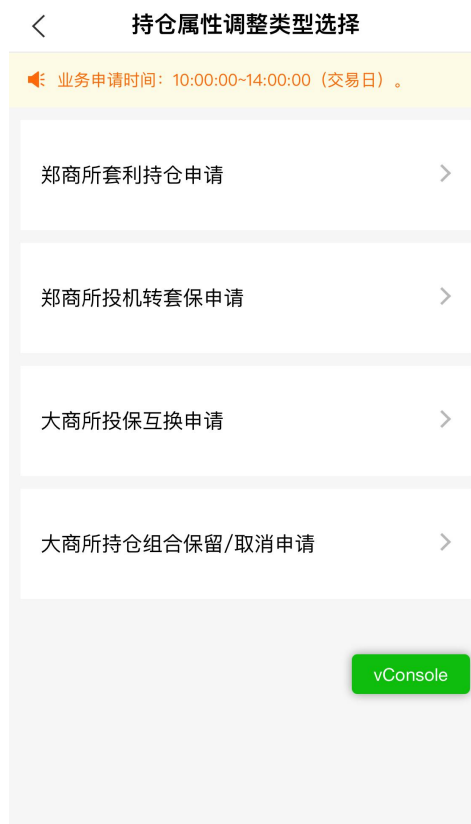 持仓属性调整类型选择
业务申请时间：10:00:00~14:00:00（交易日）。
郑商所套利持仓申请
郑商所投机转套保申请
大商所投保互换申请
大商所持仓组合保留/取消申请
vConsole